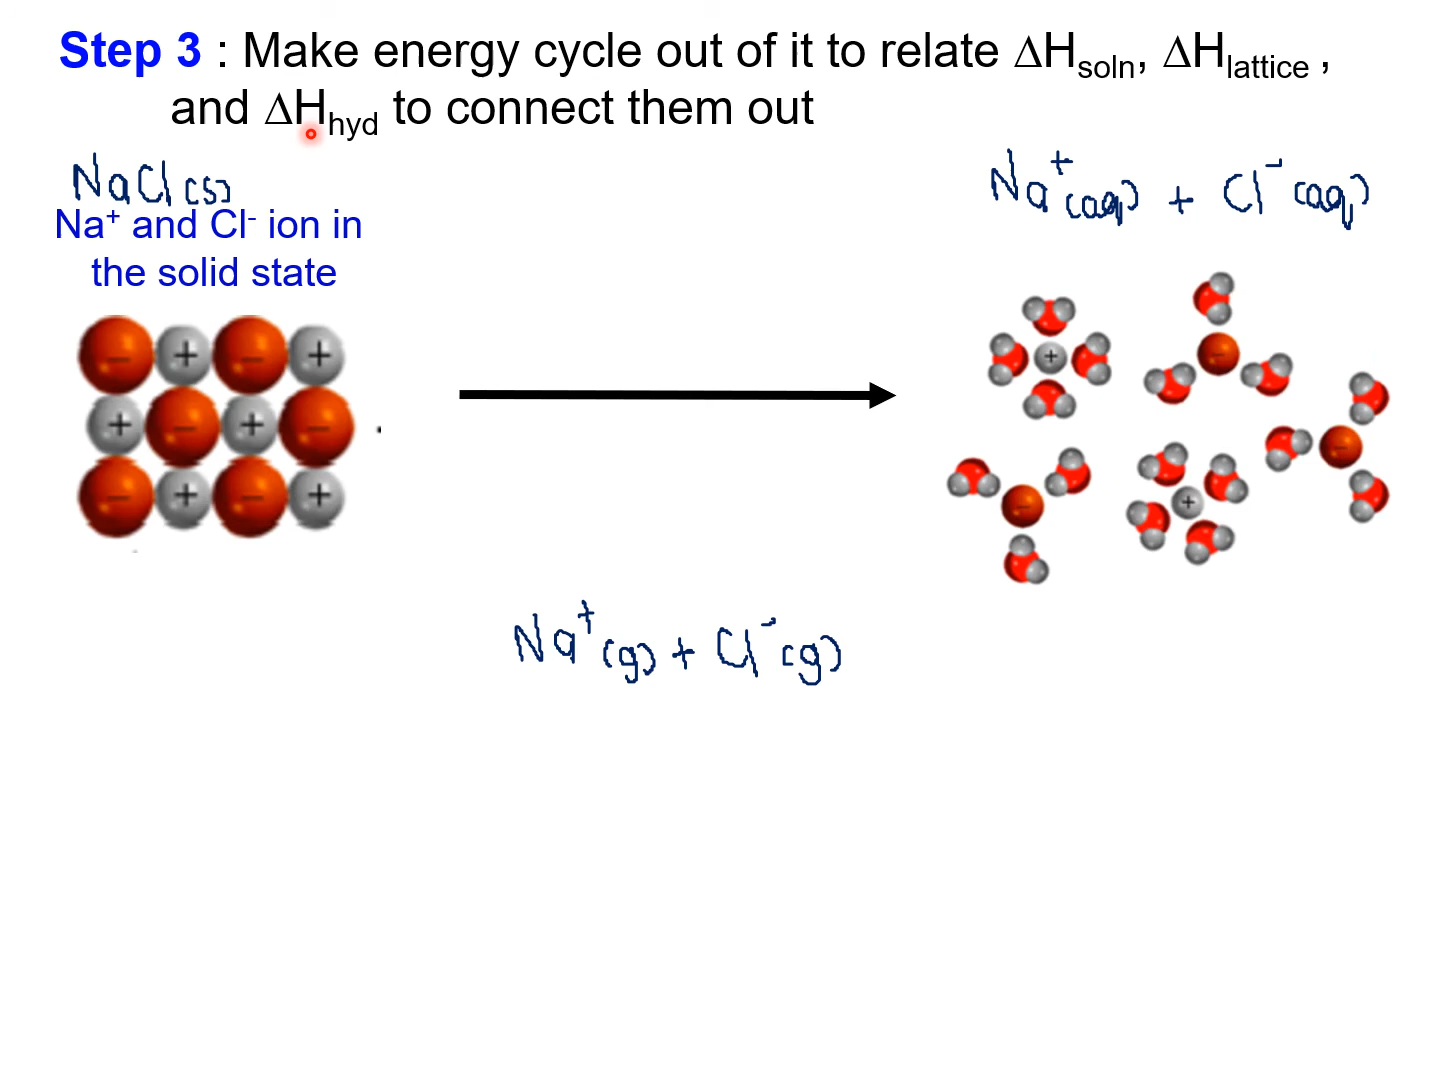 Step 3 : Make energy cycle out of it to relate ΔHsoln, ΔHlattice ,
and ΔHhyd to connect them out
NaCl(s)
Na⁺ and Cl⁻ ion in
the solid state
Na⁺(aq) + Cl⁻(aq)
− + − +
+ − + −
− + − +
+
−
−
−
+
Na⁺(g) + Cl⁻(g)